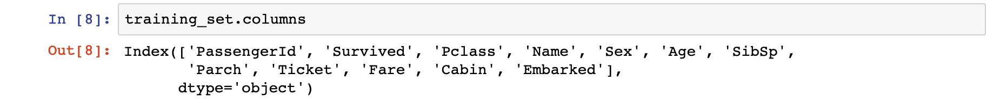 In [8]: training_set.columns
Out[8]: Index(['PassengerId', 'Survived', 'Pclass', 'Name', 'Sex', 'Age', 'SibSp',
'Parch', 'Ticket', 'Fare', 'Cabin', 'Embarked'],
dtype='object')